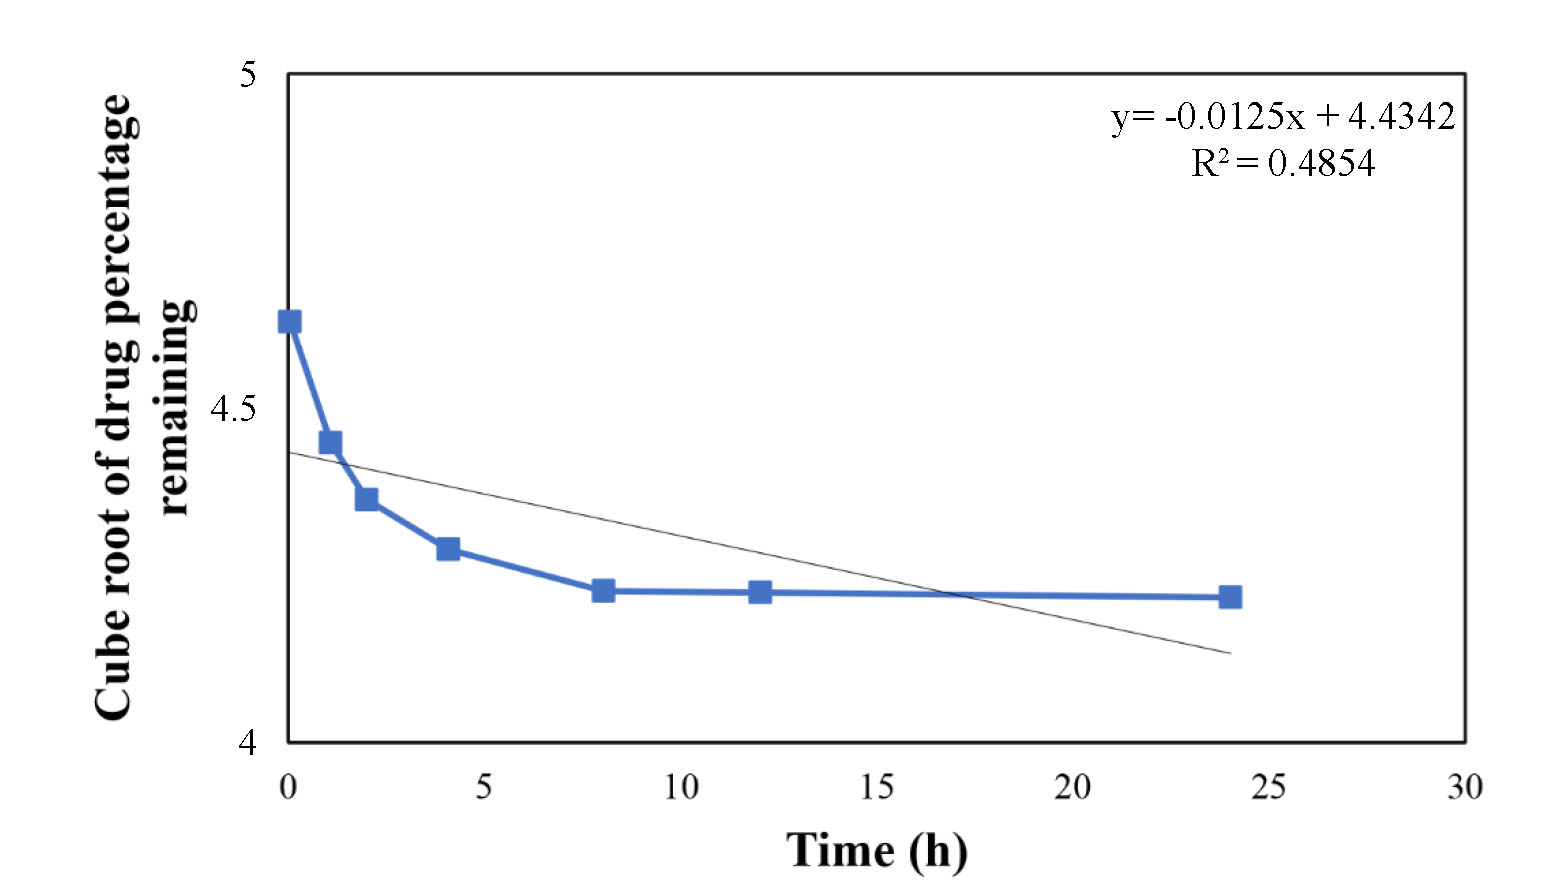 5
y= -0.0125x + 4.4342
R² = 0.4854
Cube root of drug percentage
remaining
4.5
4
0 5 10 15 20 25 30
Time (h)